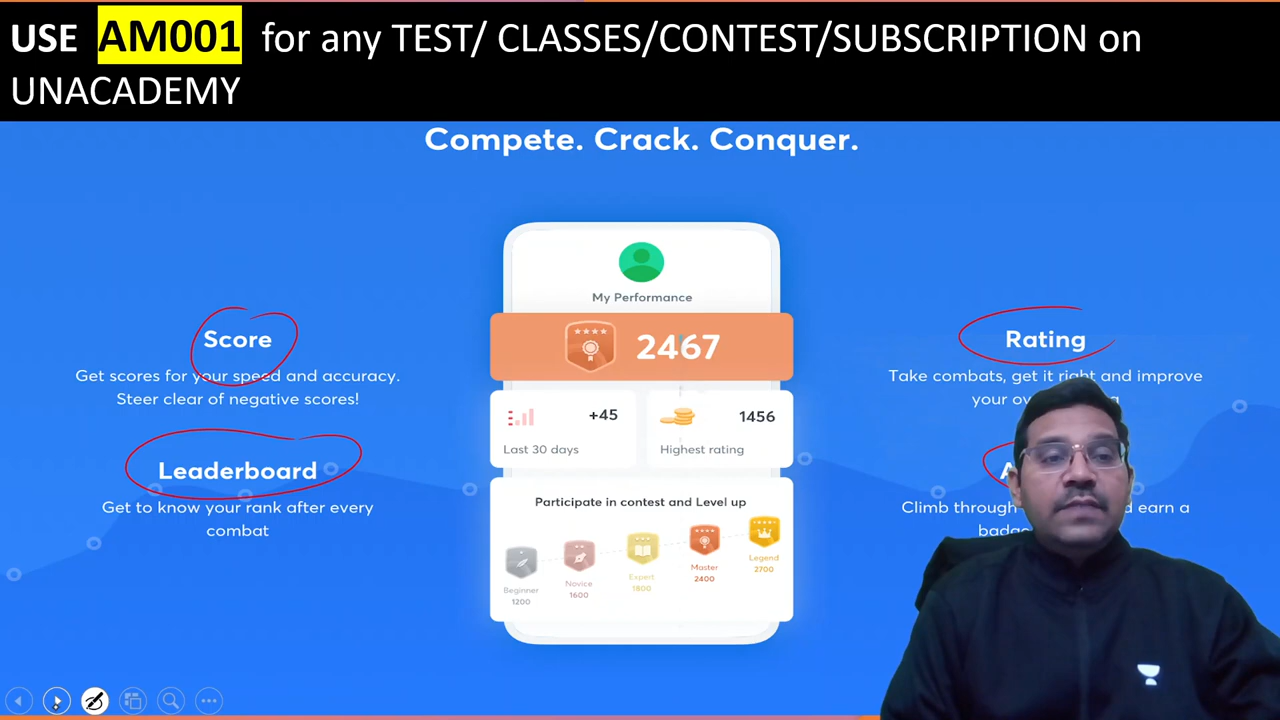 USE AM001 for any TEST/ CLASSES/CONTEST/SUBSCRIPTION on
UNACADEMY
Compete. Crack. Conquer.
Score
Get scores for your speed and accuracy.
Steer clear of negative scores!
Leaderboard
Get to know your rank after every
combat
My Performance
2467
+45
Last 30 days
1456
Highest rating
Participate in contest and Level up
Beginner
1200
Novice
1600
Expert
1800
Master
2400
Legend
2700
Rating
Take combats, get it right and improve
your
Climb through earn a